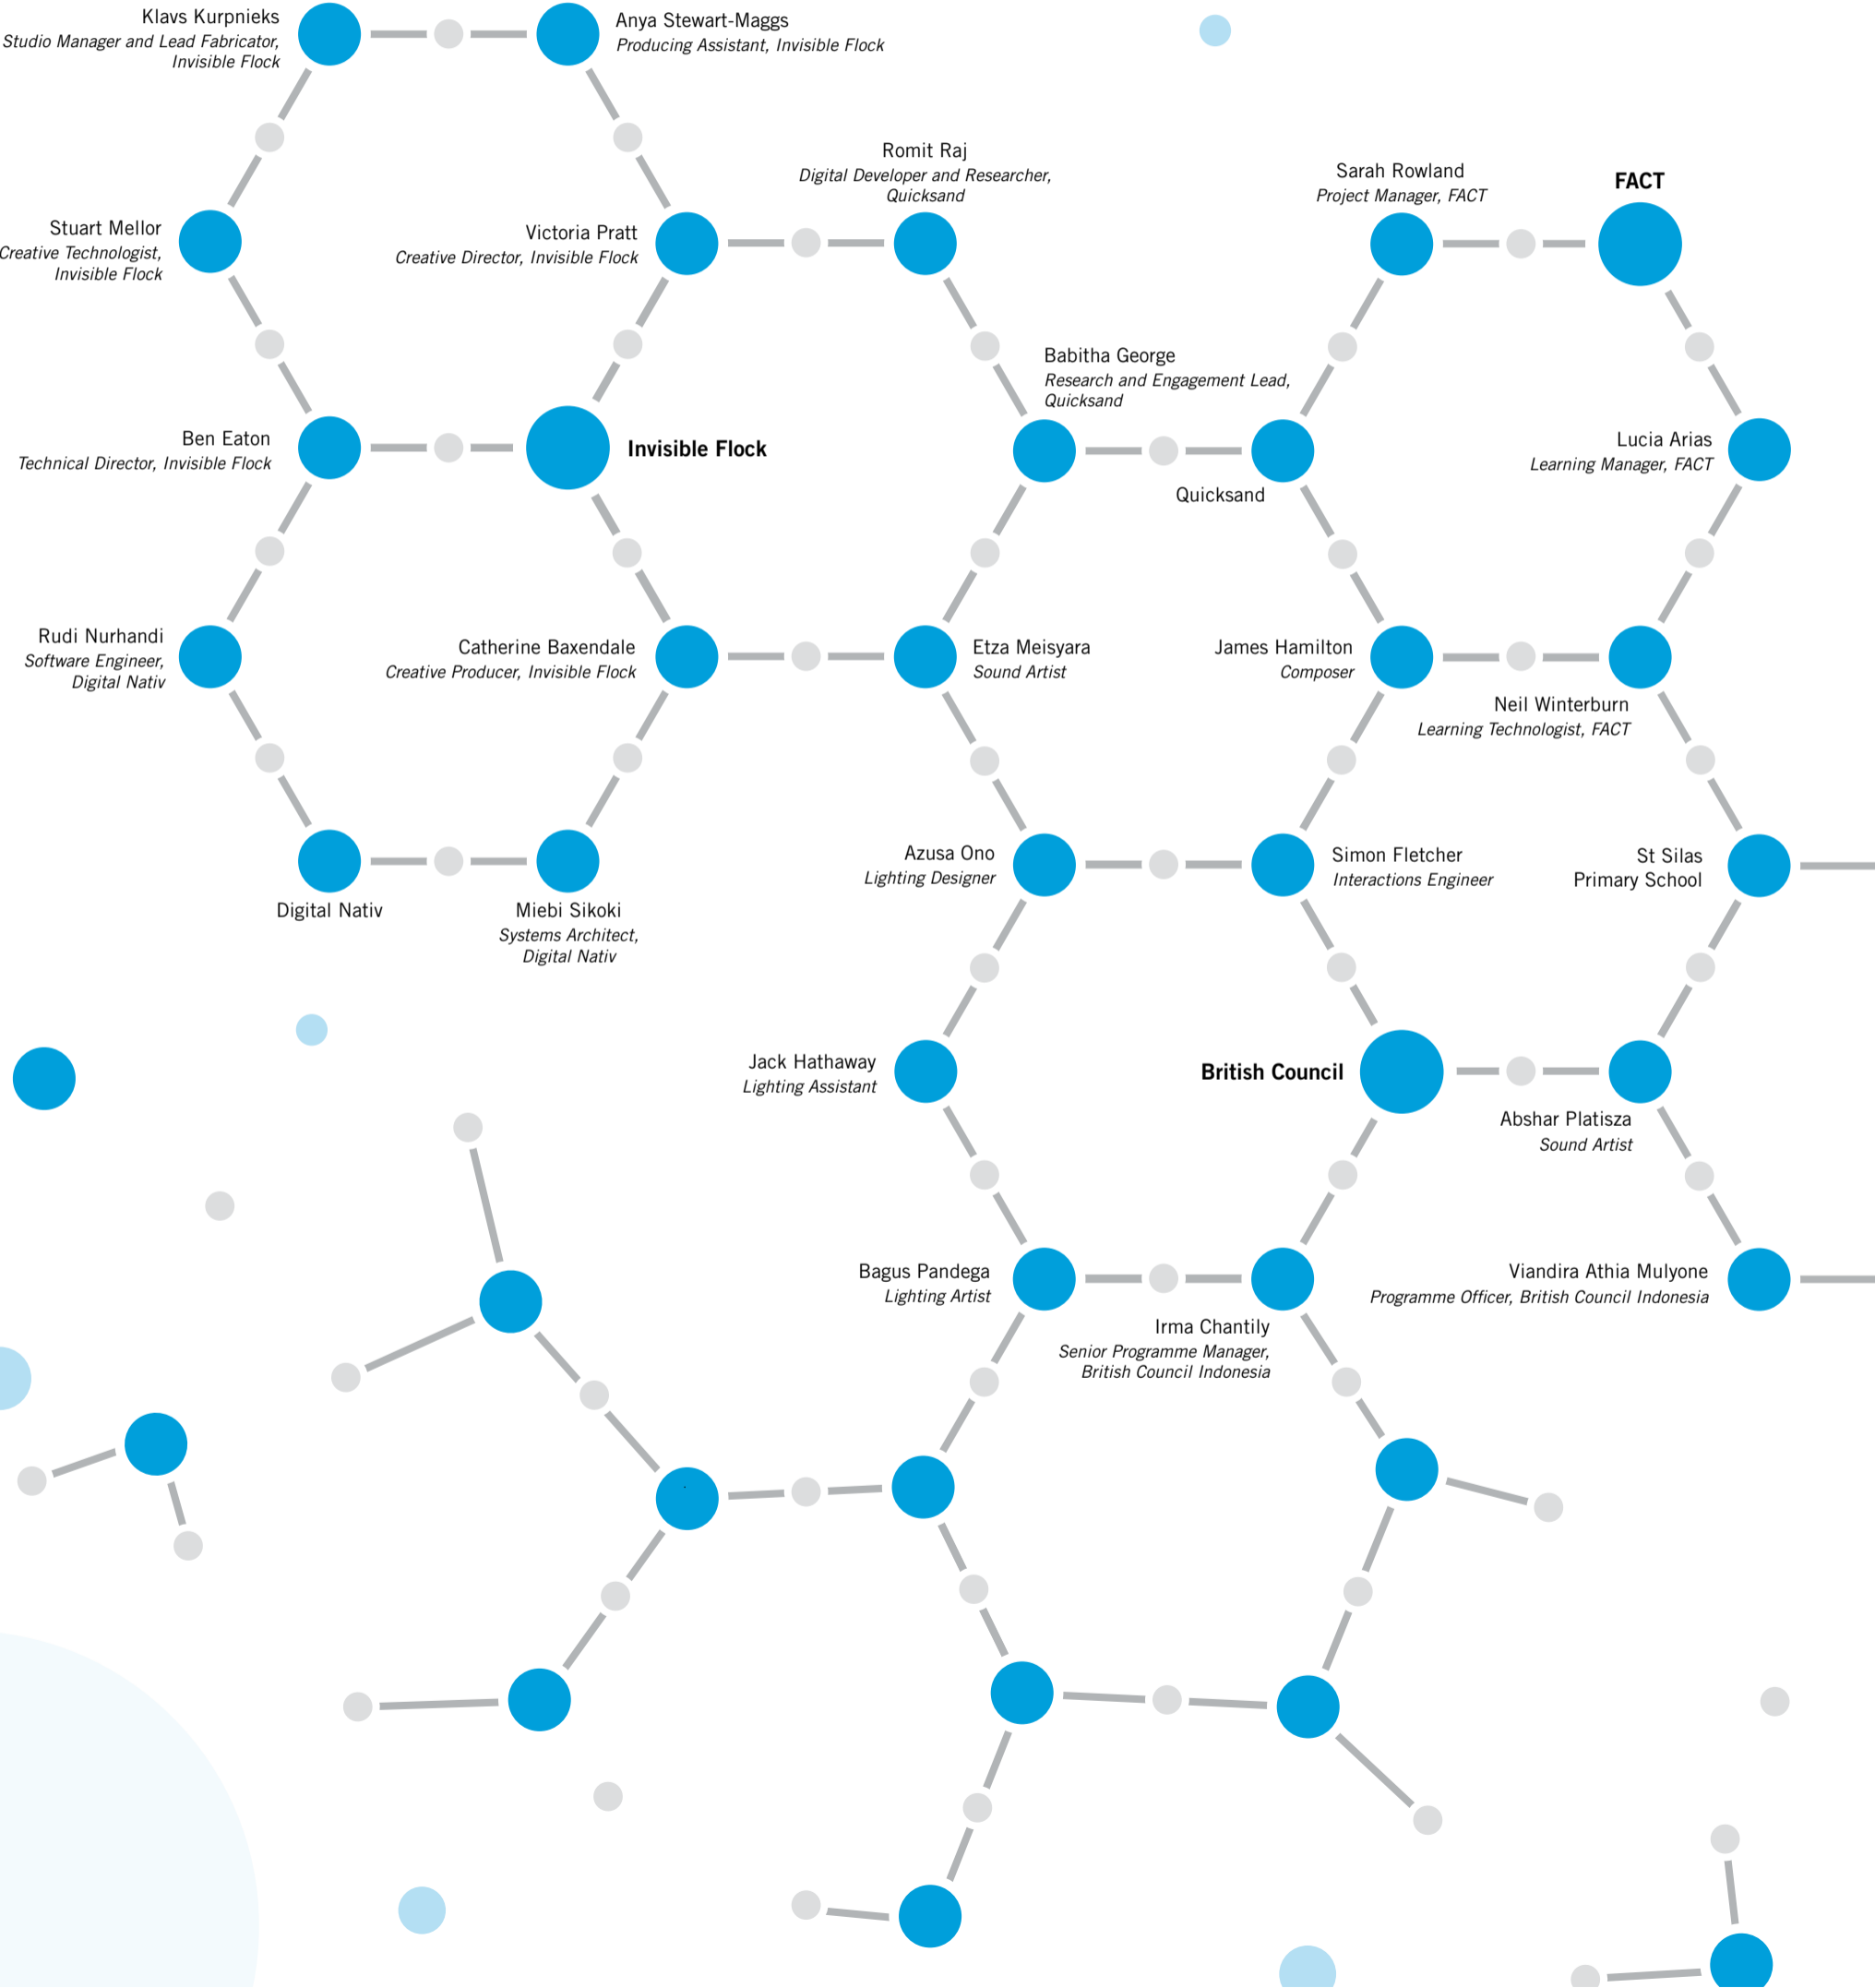 Klavs Kurpnieks
Studio Manager and Lead Fabricator,
Invisible Flock
Anya Stewart-Maggs
Producing Assistant, Invisible Flock
Romit Raj
Digital Developer and Researcher,
Quicksand
Sarah Rowland
Project Manager, FACT
FACT
Stuart Mellor
Creative Technologist,
Invisible Flock
Victoria Pratt
Creative Director, Invisible Flock
Babitha George
Research and Engagement Lead,
Quicksand
Ben Eaton
Technical Director, Invisible Flock
Invisible Flock
Quicksand
Lucia Arias
Learning Manager, FACT
Rudi Nurhandi
Software Engineer,
Digital Nativ
Catherine Baxendale
Creative Producer, Invisible Flock
Etza Meisyara
Sound Artist
James Hamilton
Composer
Neil Winterburn
Learning Technologist, FACT
Digital Nativ
Miebi Sikoki
Systems Architect,
Digital Nativ
Azusa Ono
Lighting Designer
Simon Fletcher
Interactions Engineer
St Silas
Primary School
Jack Hathaway
Lighting Assistant
British Council
Abshar Platisza
Sound Artist
Bagus Pandega
Lighting Artist
Irma Chantily
Senior Programme Manager,
British Council Indonesia
Viandira Athia Mulyone
Programme Officer, British Council Indonesia